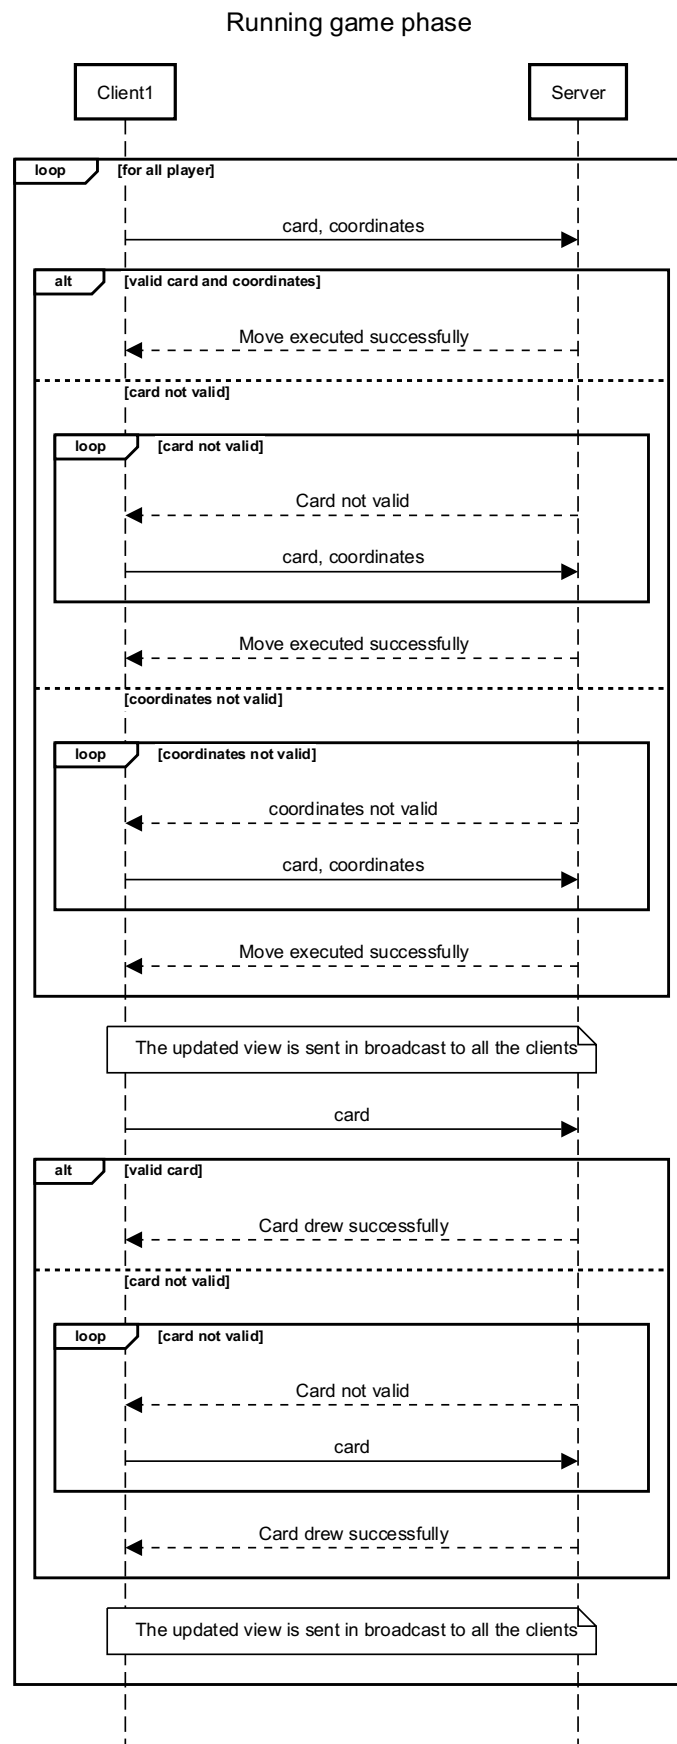 Running game phase
Client1
Server
loop
[for all player]
card, coordinates
alt
[valid card and coordinates]
Move executed successfully
[card not valid]
loop
[card not valid]
Card not valid
card, coordinates
Move executed successfully
[coordinates not valid]
loop
[coordinates not valid]
coordinates not valid
card, coordinates
Move executed successfully
The updated view is sent in broadcast to all the clients
card
alt
[valid card]
Card drew successfully
[card not valid]
loop
[card not valid]
Card not valid
card
Card drew successfully
The updated view is sent in broadcast to all the clients